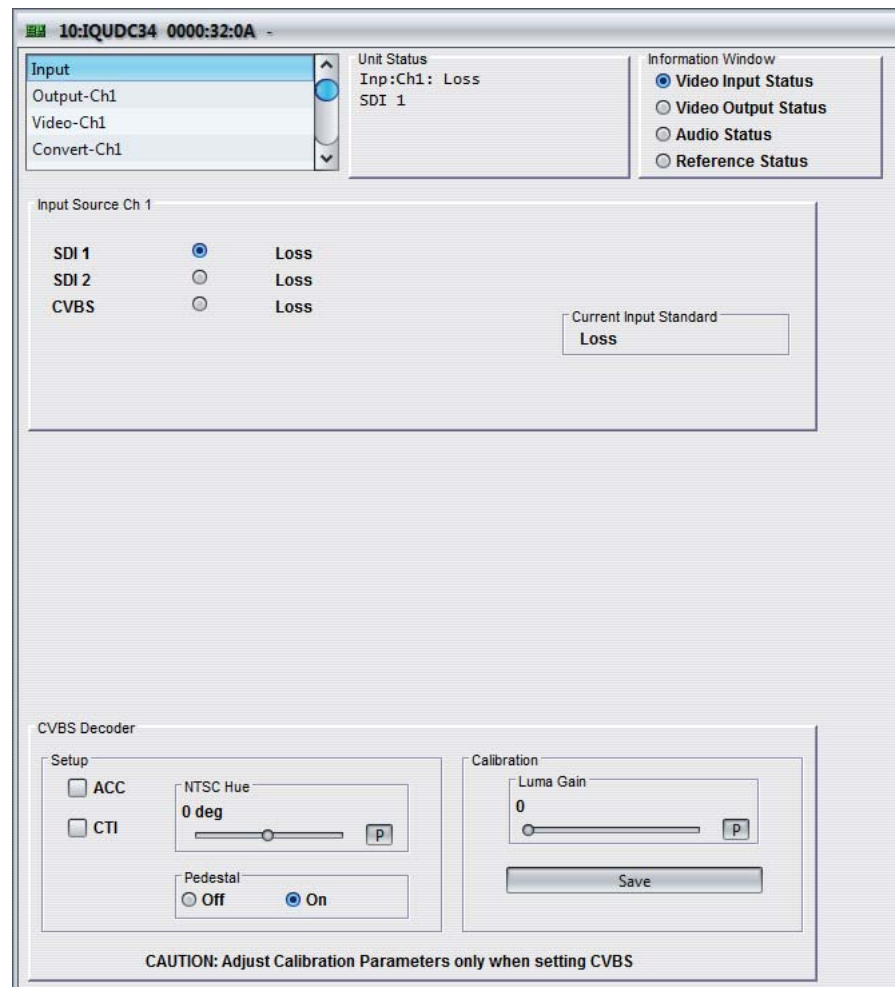 10:IQUDC34 0000:32:0A -
Input
Output-Ch1
Video-Ch1
Convert-Ch1
Unit Status
Inp:Ch1: Loss
SDI 1
Information Window
Video Input Status
Video Output Status
Audio Status
Reference Status
Input Source Ch 1
SDI 1 Loss
SDI 2 Loss
CVBS Loss
Current Input Standard
Loss
CVBS Decoder
Setup
ACC
CTI
NTSC Hue
0 deg
P
Pedestal
Off On
Calibration
Luma Gain
0
P
Save
CAUTION: Adjust Calibration Parameters only when setting CVBS